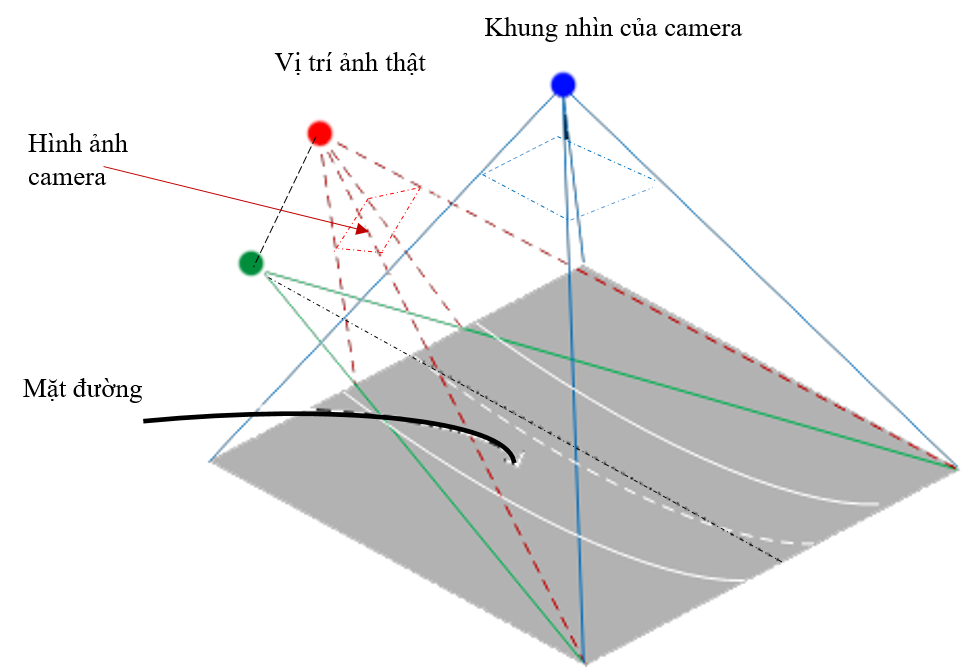 Khung nhìn của camera
Vị trí ảnh thật
Hình ảnh
camera
Mặt đường